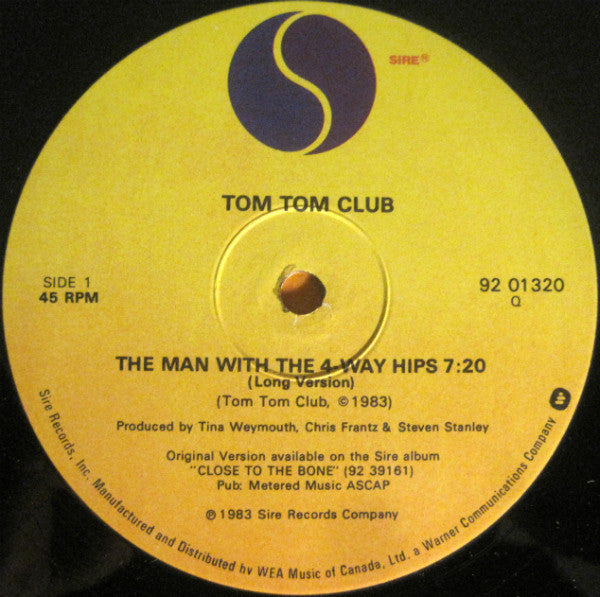 SiRE®
TOM TOM CLUB
SIDE 1
45 RPM
92 01320
Q
THE MAN WITH THE 4-WAY HIPS 7:20
(Long Version)
(Tom Tom Club, ©1983)
Produced by Tina Weymouth, Chris Frantz & Steven Stanley
Original Version available on the Sire album
"CLOSE TO THE BONE" (92 39161)
Pub: Metered Music ASCAP
℗ 1983 Sire Records Company
Sire Records, Inc. Manufactured and Distributed by WEA Music of Canada, Ltd. a Warner Communications Company